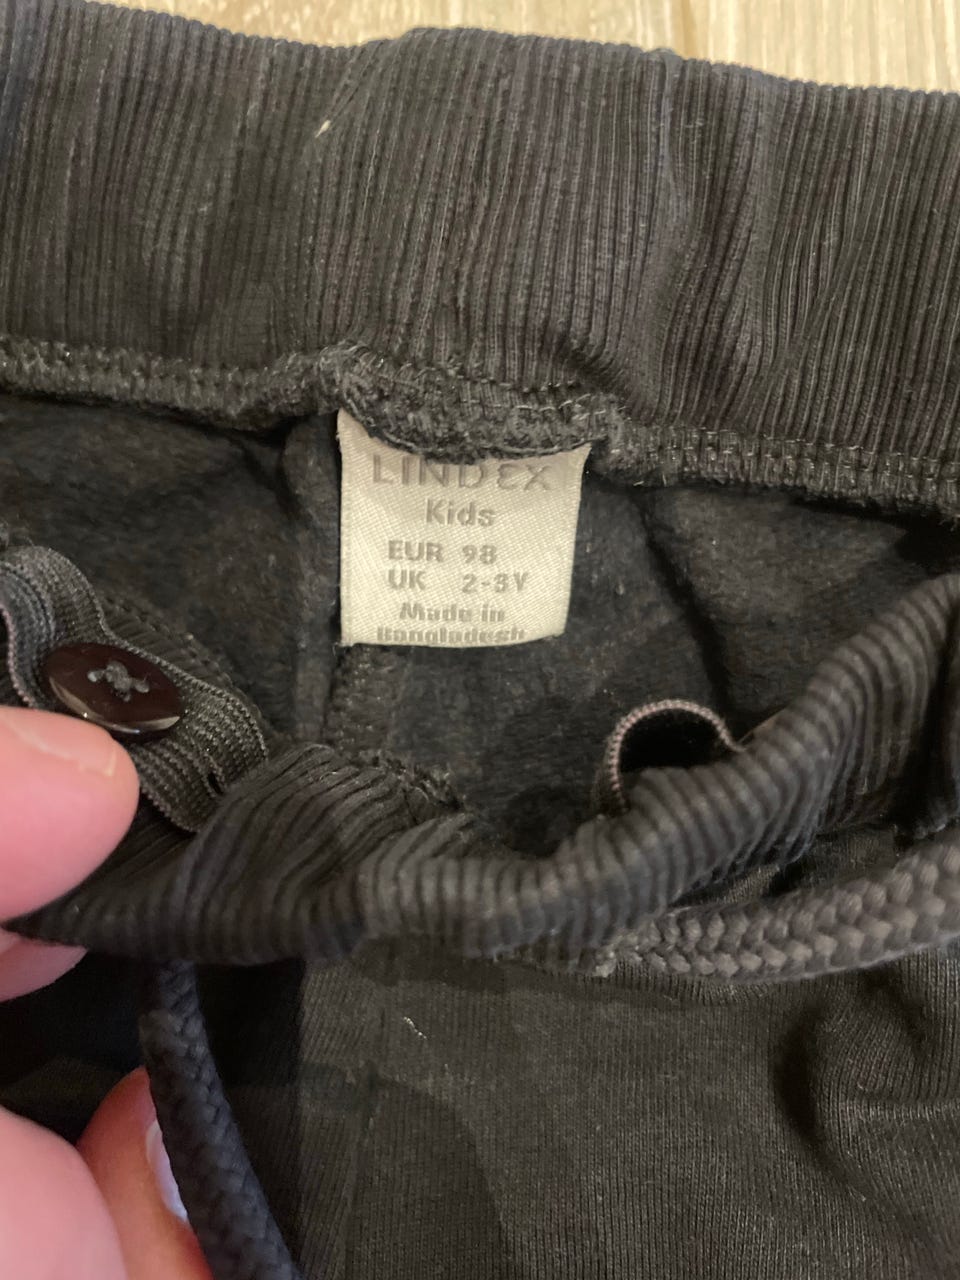 LINDEX
Kids
EUR 98
UK 2-3Y
Made in
Bangladesh